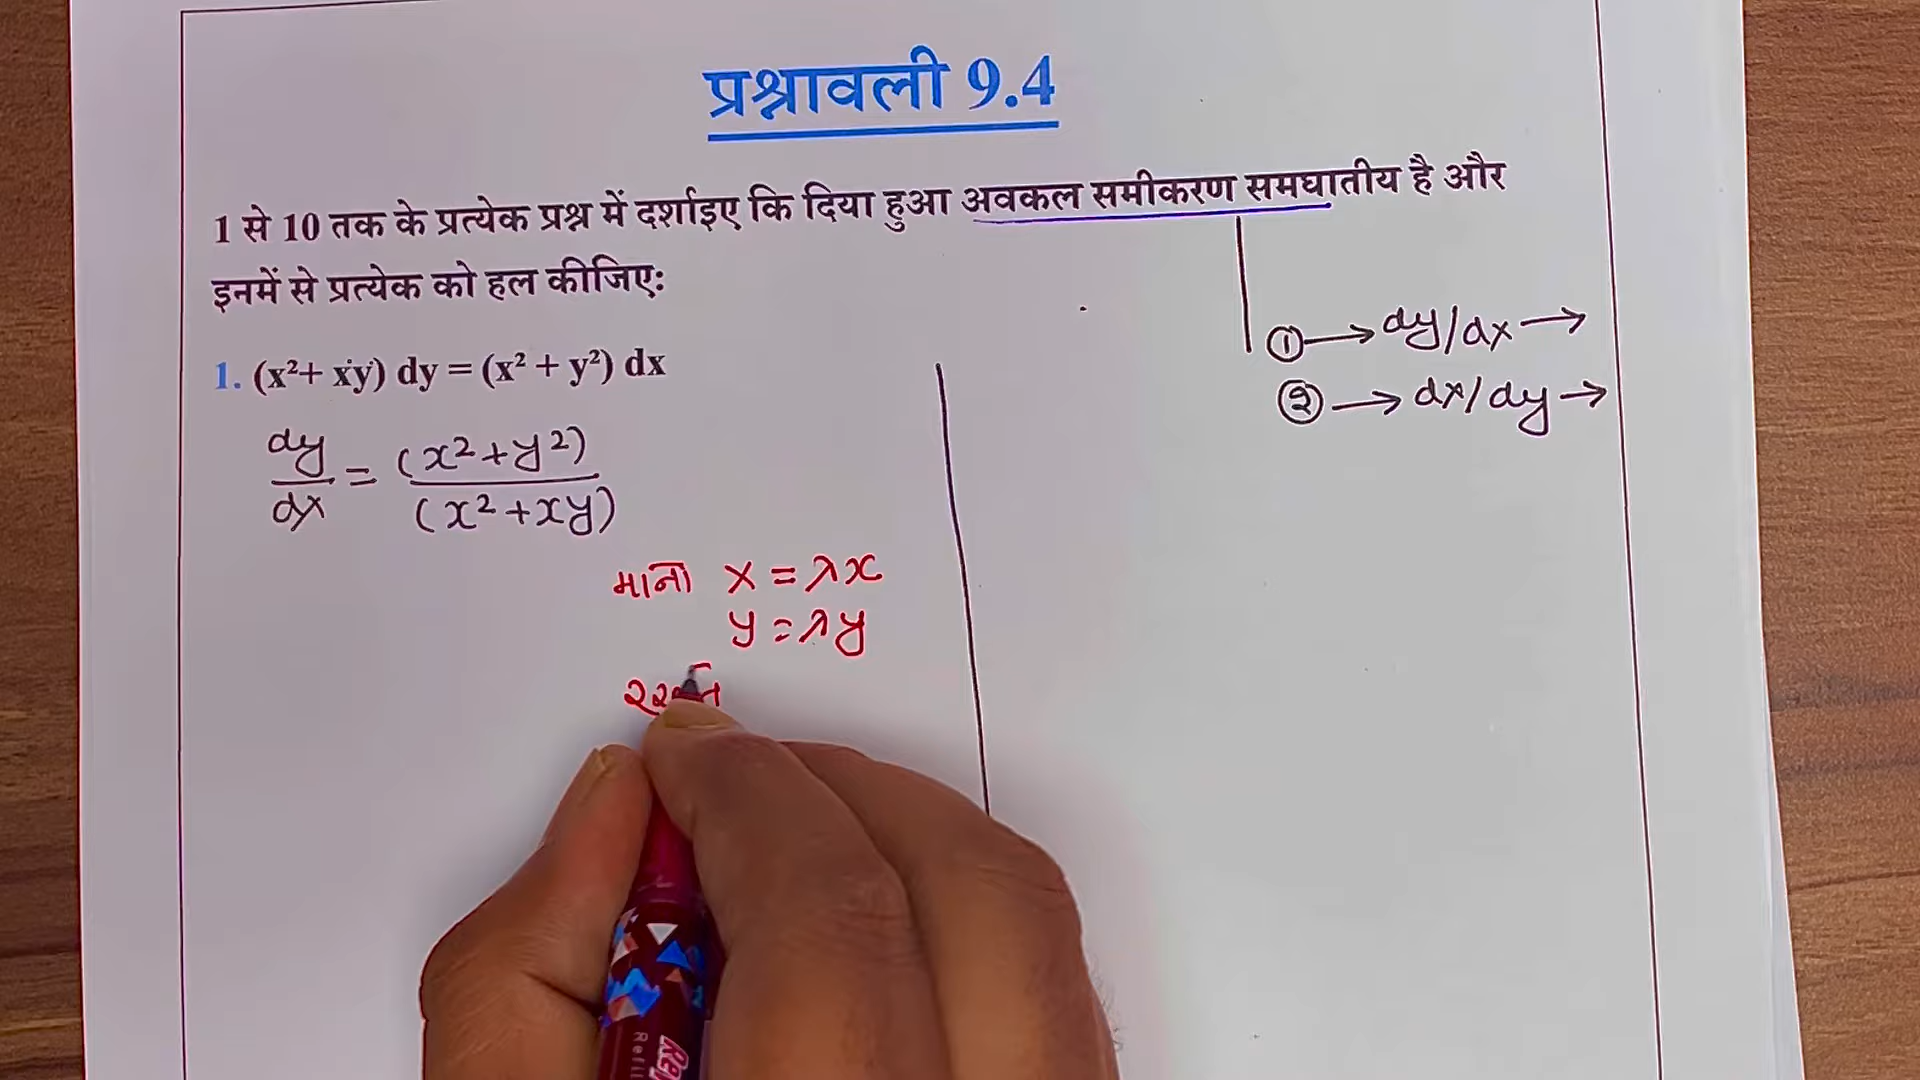 प्रश्नावली 9.4
1 से 10 तक के प्रत्येक प्रश्न में दर्शाइए कि दिया हुआ अवकल समीकरण समघातीय है और
इनमें से प्रत्येक को हल कीजिए:
① → dy/dx →
② → dx/dy →
1. (x²+ xy) dy = (x² + y²) dx
dy/dx = (x²+y²)/(x²+xy)
माना x = λx
y = λy